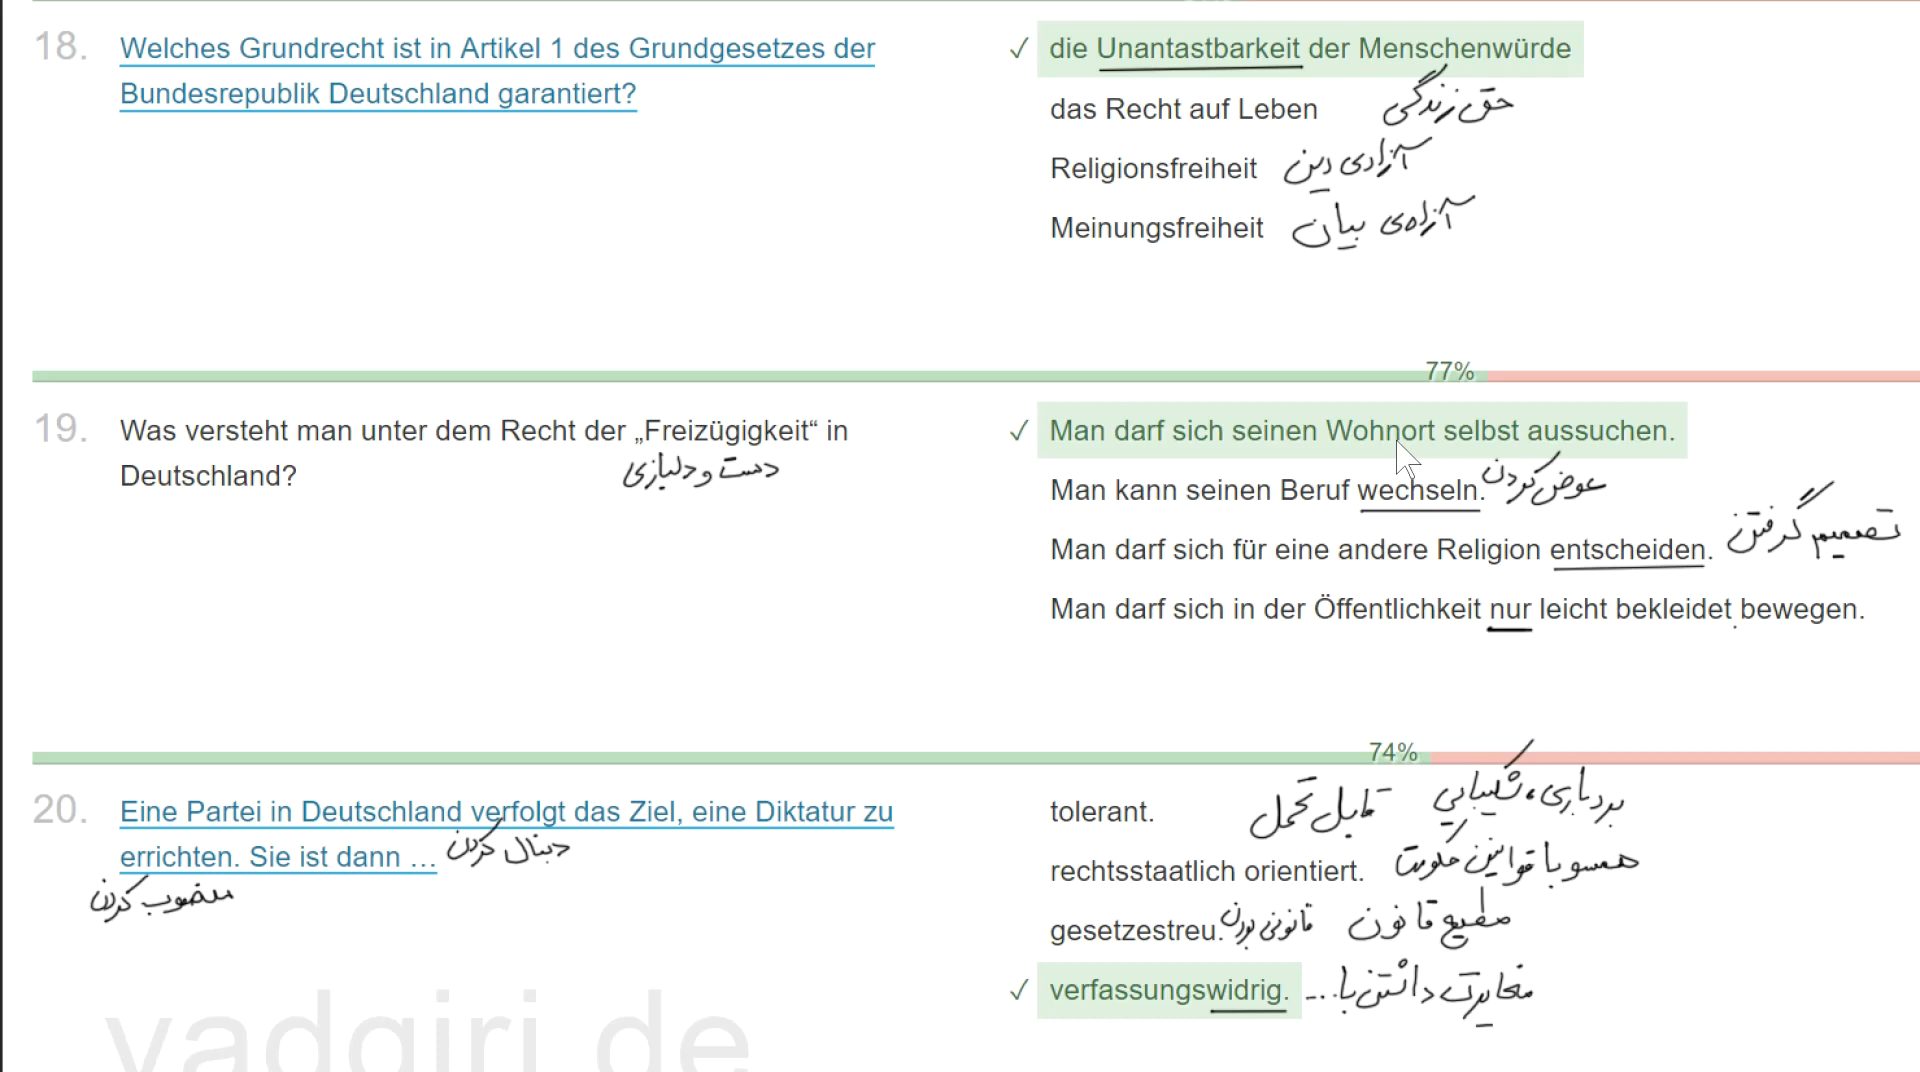 18. Welches Grundrecht ist in Artikel 1 des Grundgesetzes der
Bundesrepublik Deutschland garantiert?
✓ die Unantastbarkeit der Menschenwürde
das Recht auf Leben حق زندگی
Religionsfreiheit آزادی دین
Meinungsfreiheit آزادی بیان
77%
19. Was versteht man unter dem Recht der „Freizügigkeit“ in
Deutschland? دست و دلبازی
✓ Man darf sich seinen Wohnort selbst aussuchen.
Man kann seinen Beruf wechseln. عوض کردن
Man darf sich für eine andere Religion entscheiden. تصمیم گرفتن
Man darf sich in der Öffentlichkeit nur leicht bekleidet bewegen.
74%
20. Eine Partei in Deutschland verfolgt das Ziel, eine Diktatur zu
errichten. Sie ist dann … دنبال کردن
منصوب کردن
tolerant. تحمل بردباری، شکیبایی
rechtsstaatlich orientiert. همسو با قوانین حکومت
gesetzestreu. قانونی بودن مطیع قانون
✓ verfassungswidrig. مغایرت داشتن با...
yadgiri de